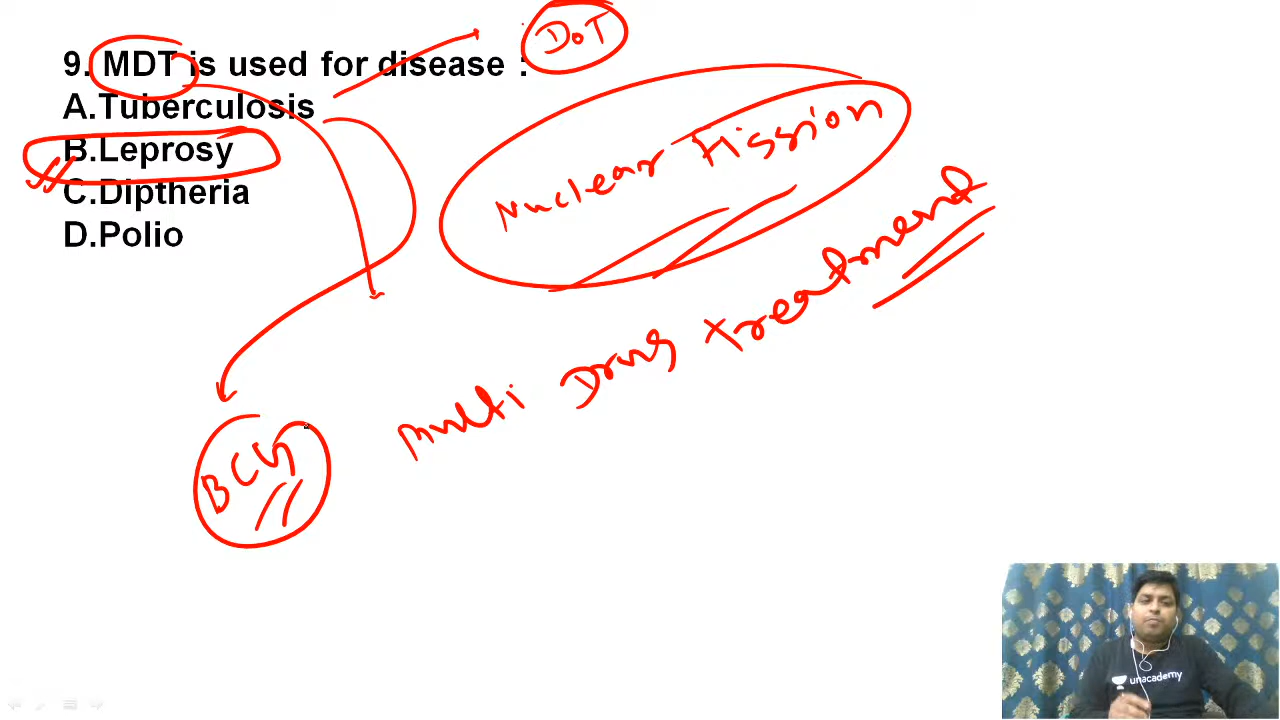 DOT
9. MDT is used for disease :
A.Tuberculosis
B.Leprosy
C.Diptheria
D.Polio
Nuclear Fission
Multi Drug treatment
BCG
unacademy